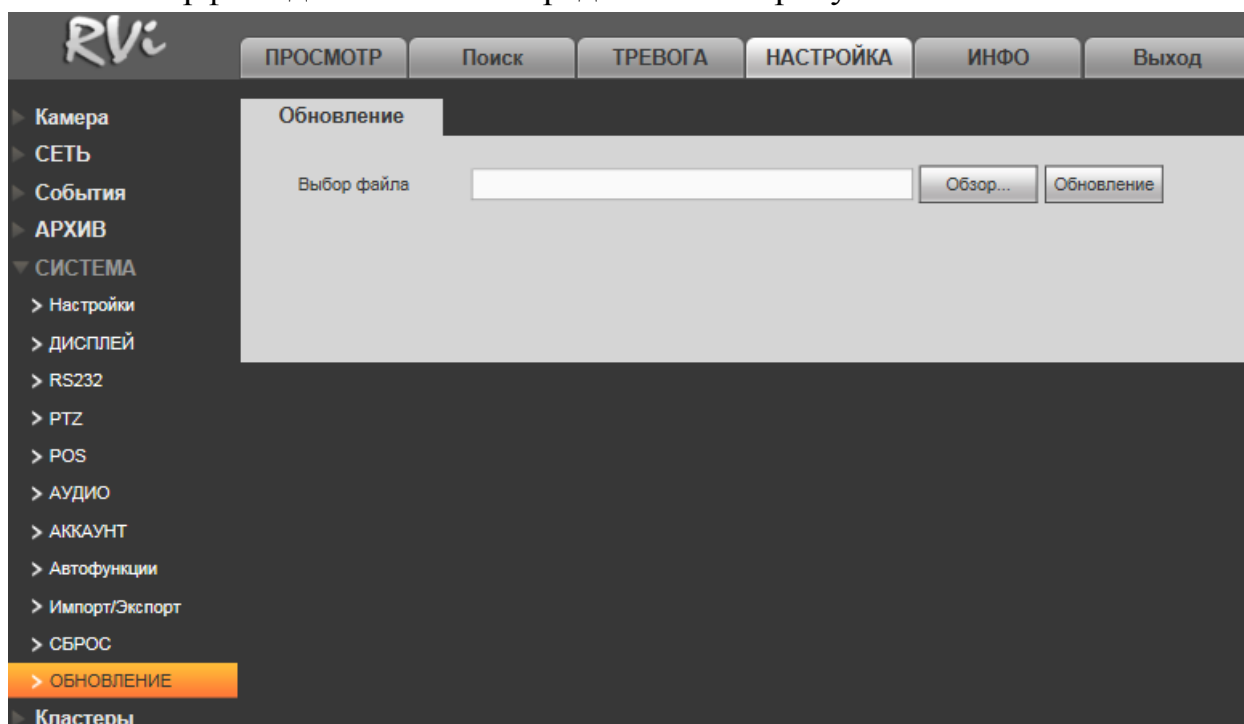 RVi
ПРОСМОТР Поиск ТРЕВОГА НАСТРОЙКА ИНФО Выход
Камера
СЕТЬ
События
АРХИВ
СИСТЕМА
> Настройки
> ДИСПЛЕЙ
> RS232
> PTZ
> POS
> АУДИО
> АККАУНТ
> Автофункции
> Импорт/Экспорт
> СБРОС
> ОБНОВЛЕНИЕ
Кластеры
Обновление
Выбор файла Обзор... Обновление